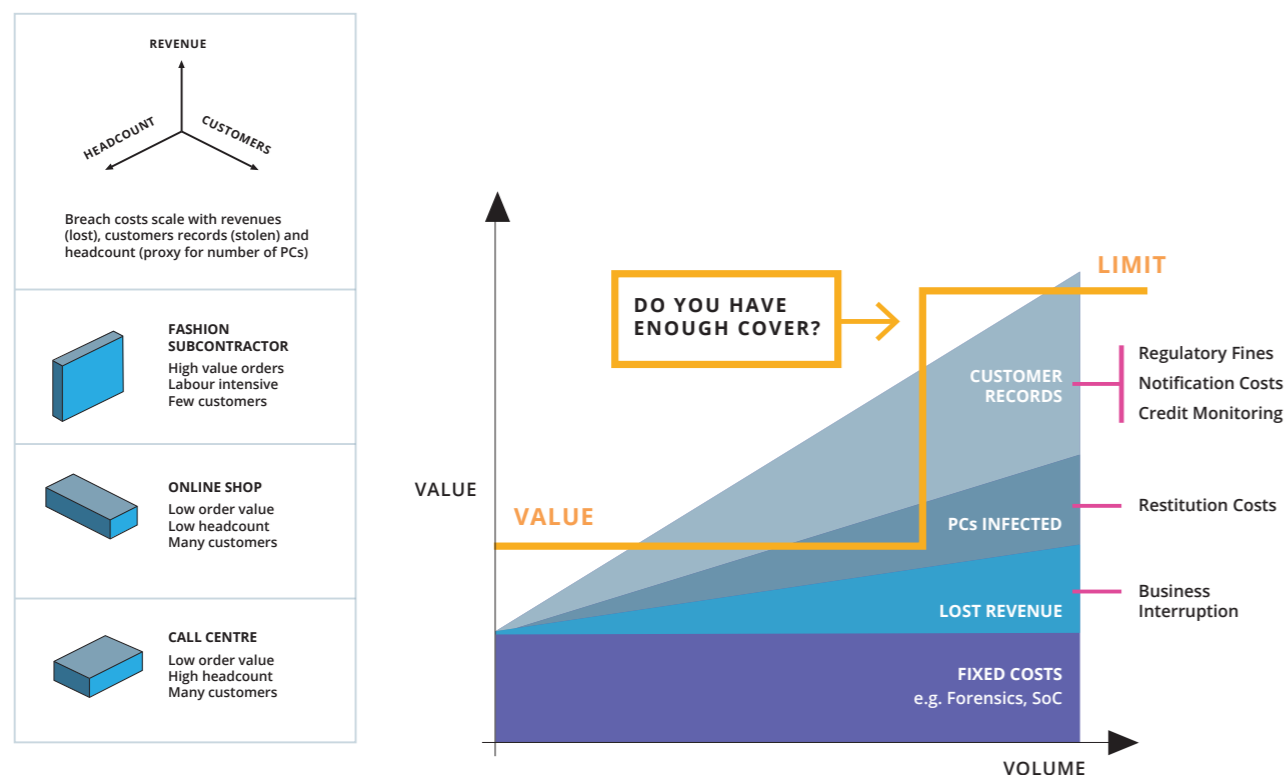 REVENUE
HEADCOUNT
CUSTOMERS
Breach costs scale with revenues
(lost), customers records (stolen) and
headcount (proxy for number of PCs)
FASHION
SUBCONTRACTOR
High value orders
Labour intensive
Few customers
ONLINE SHOP
Low order value
Low headcount
Many customers
CALL CENTRE
Low order value
High headcount
Many customers
VALUE
VALUE
DO YOU HAVE
ENOUGH COVER?
LIMIT
CUSTOMER
RECORDS
Regulatory Fines
Notification Costs
Credit Monitoring
PCs INFECTED
Restitution Costs
LOST REVENUE
Business
Interruption
FIXED COSTS
e.g. Forensics, SoC
VOLUME